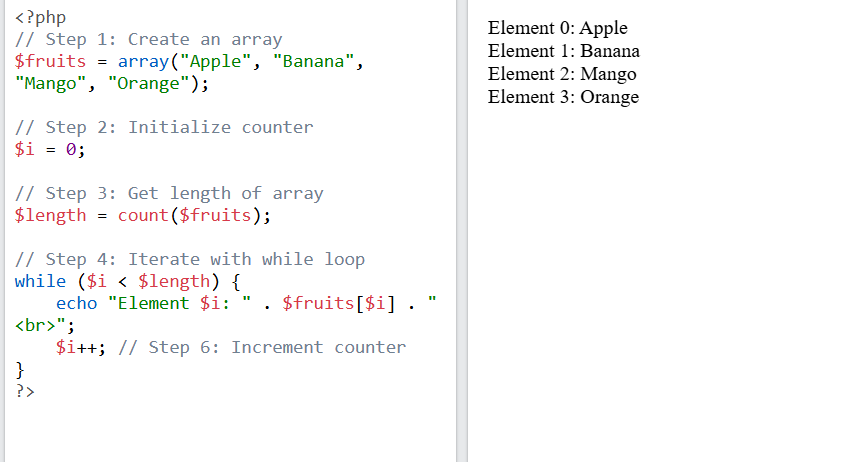 <?php
// Step 1: Create an array
$fruits = array("Apple", "Banana",
"Mango", "Orange");
// Step 2: Initialize counter
$i = 0;
// Step 3: Get length of array
$length = count($fruits);
// Step 4: Iterate with while loop
while ($i < $length) {
    echo "Element $i: " . $fruits[$i] . "
<br>";
    $i++; // Step 6: Increment counter
}
?>
Element 0: Apple
Element 1: Banana
Element 2: Mango
Element 3: Orange